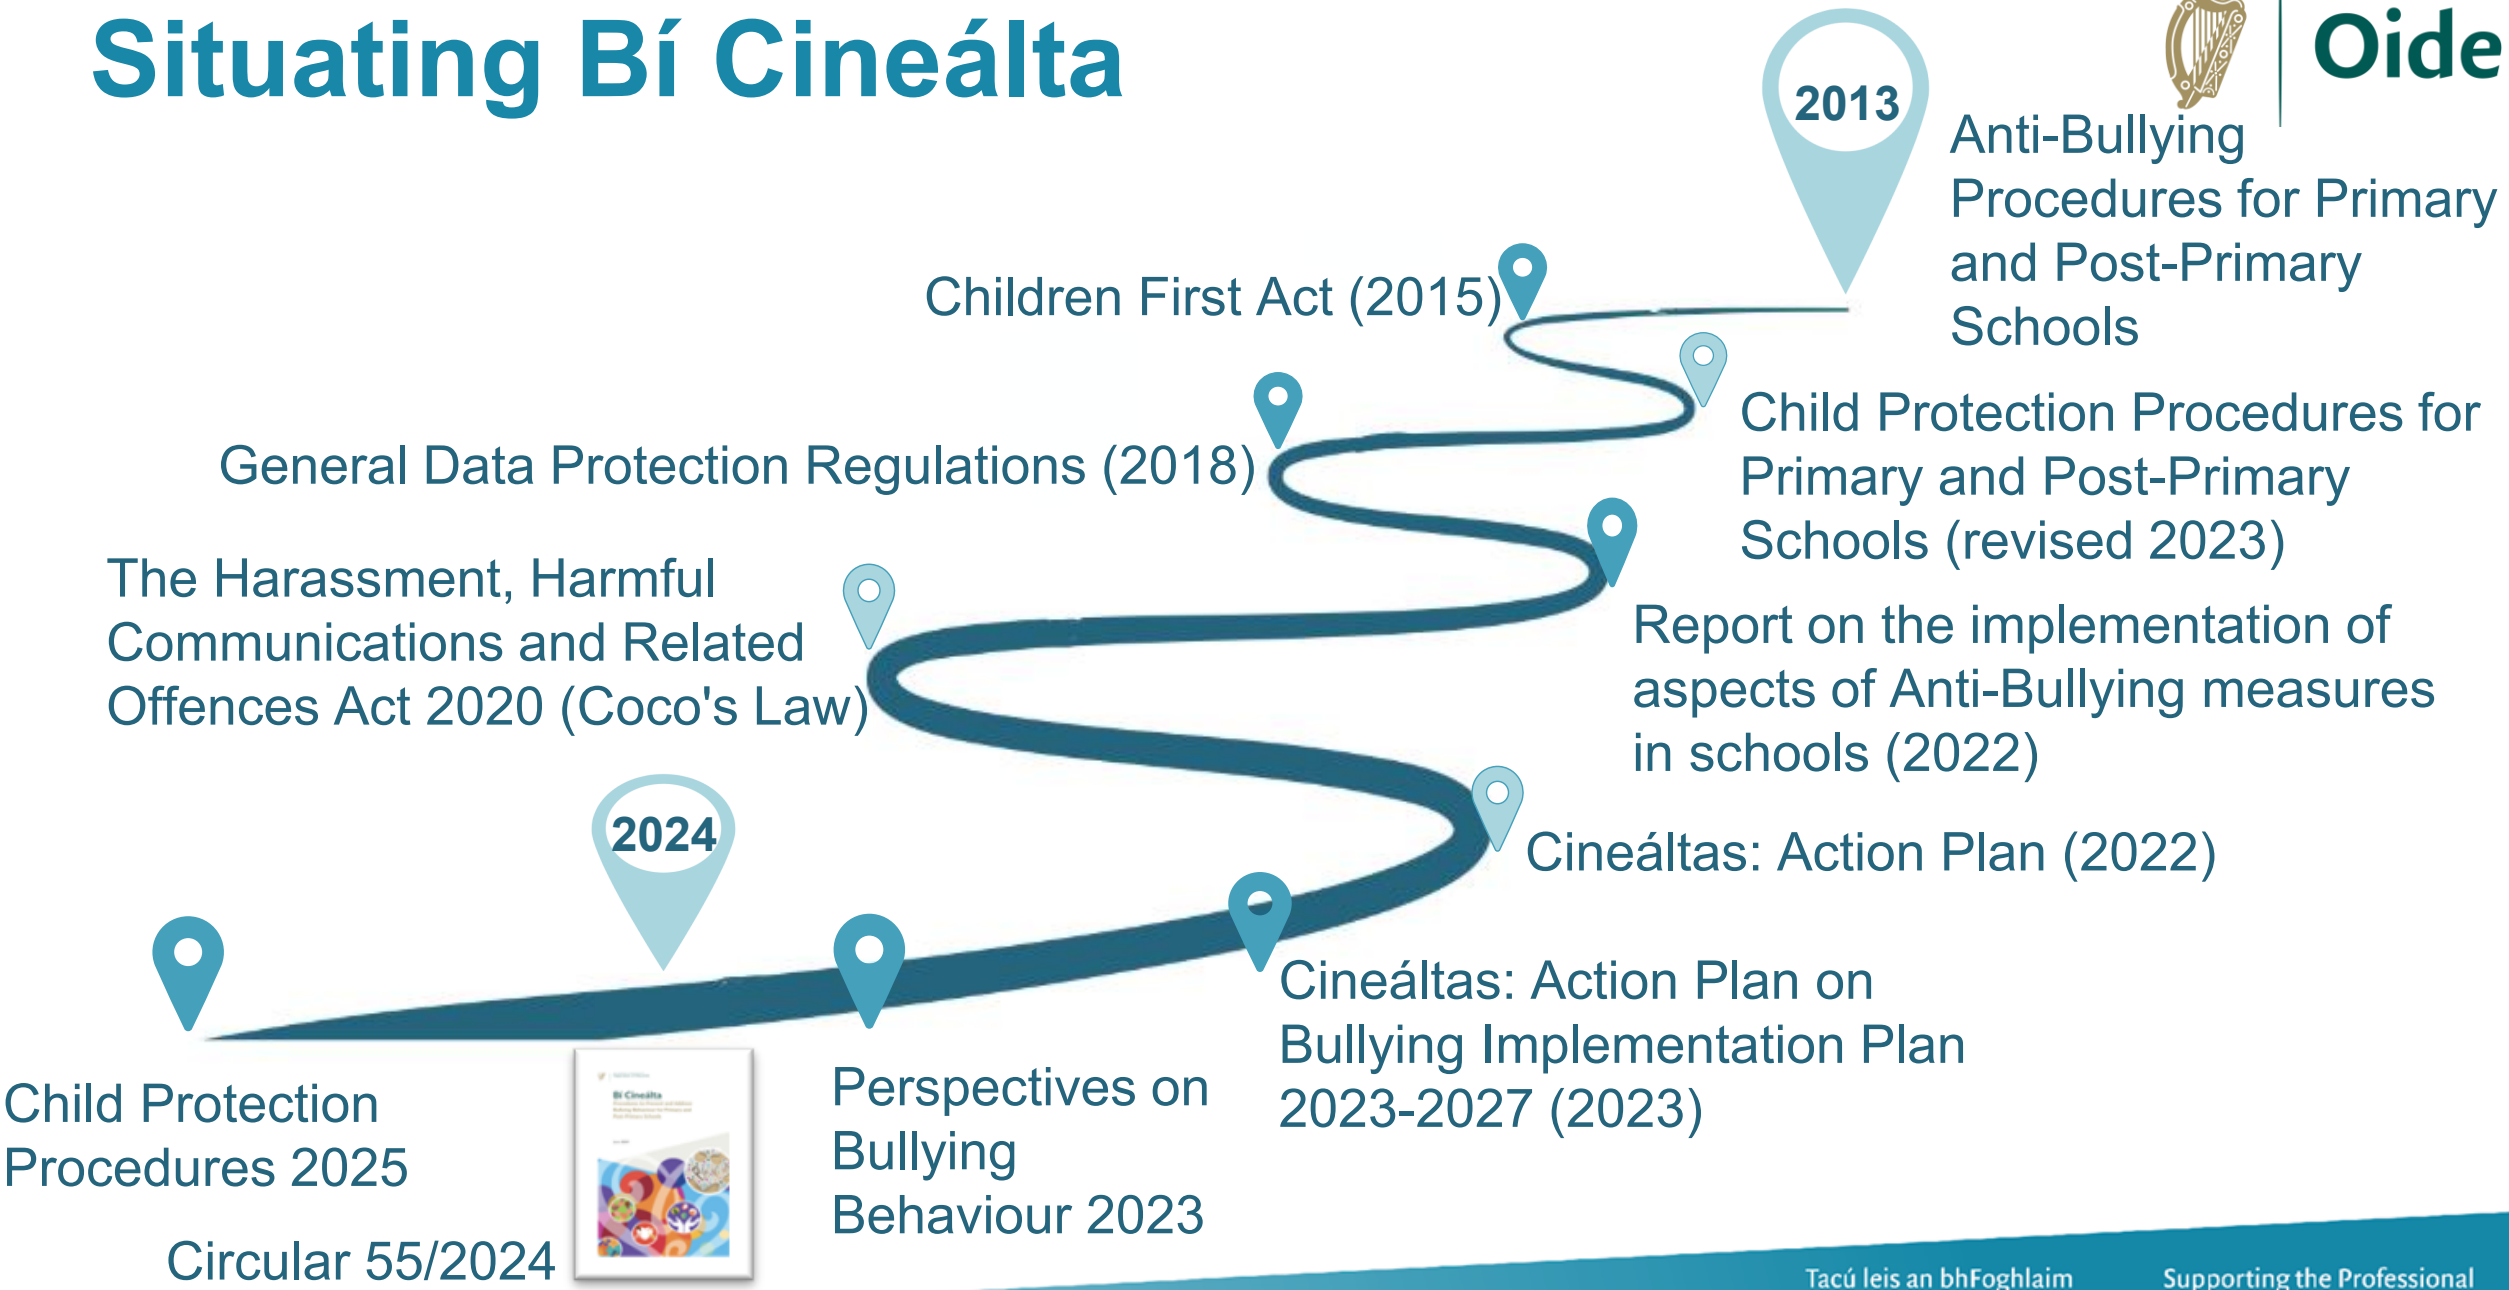 Situating Bí Cineálta
Oide
2013
Anti-Bullying
Procedures for Primary
and Post-Primary
Schools
Children First Act (2015)
Child Protection Procedures for
Primary and Post-Primary
Schools (revised 2023)
General Data Protection Regulations (2018)
The Harassment, Harmful
Communications and Related
Offences Act 2020 (Coco's Law)
Report on the implementation of
aspects of Anti-Bullying measures
in schools (2022)
2024
Cineáltas: Action Plan (2022)
Cineáltas: Action Plan on
Bullying Implementation Plan
2023-2027 (2023)
Perspectives on
Bullying
Behaviour 2023
Bí Cineálta
Child Protection
Procedures 2025
Circular 55/2024
Tacú leis an bhFoghlaim
Supporting the Professional